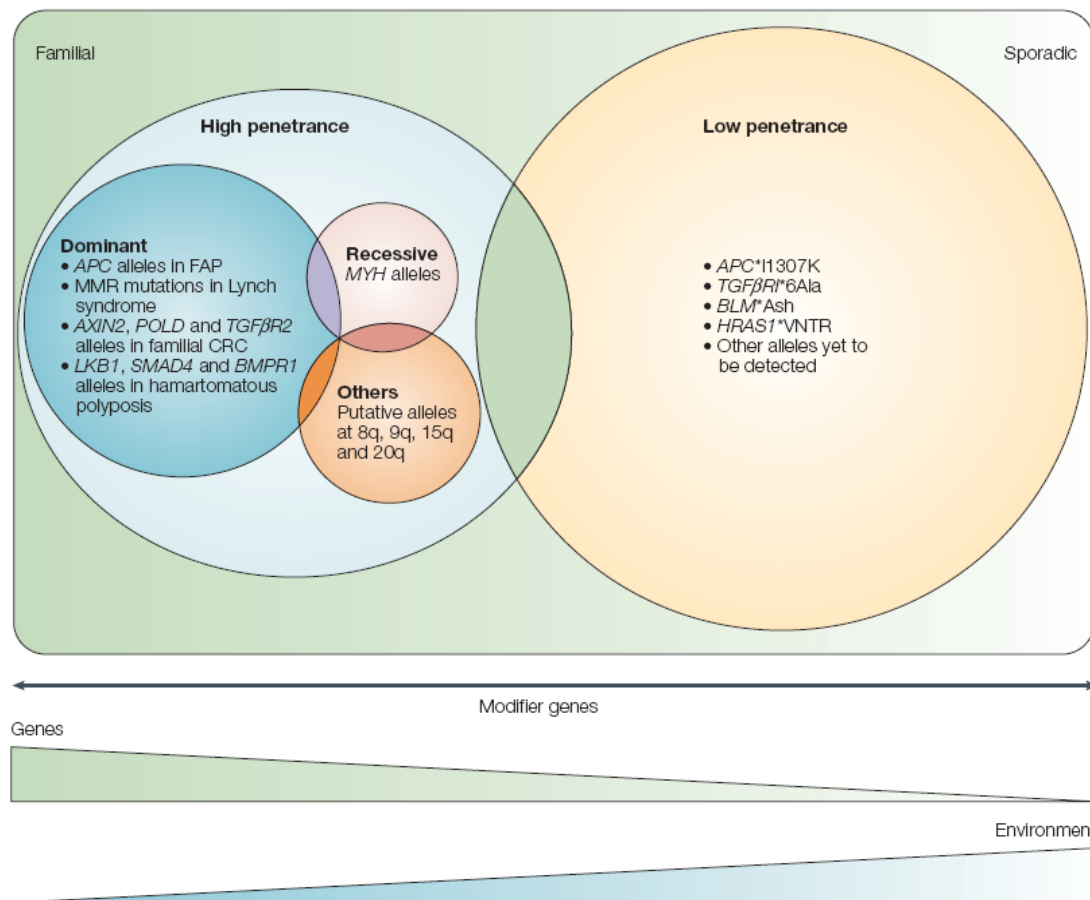 Familial
Sporadic
High penetrance
Low penetrance
Dominant
• APC alleles in FAP
• MMR mutations in Lynch
syndrome
• AXIN2, POLD and TGFβR2
alleles in familial CRC
• LKB1, SMAD4 and BMPR1
alleles in hamartomatous
polyposis
Recessive
MYH alleles
Others
Putative alleles
at 8q, 9q, 15q
and 20q
• APC*I1307K
• TGFβRI*6Ala
• BLM*Ash
• HRAS1*VNTR
• Other alleles yet to
be detected
Modifier genes
Genes
Environmen